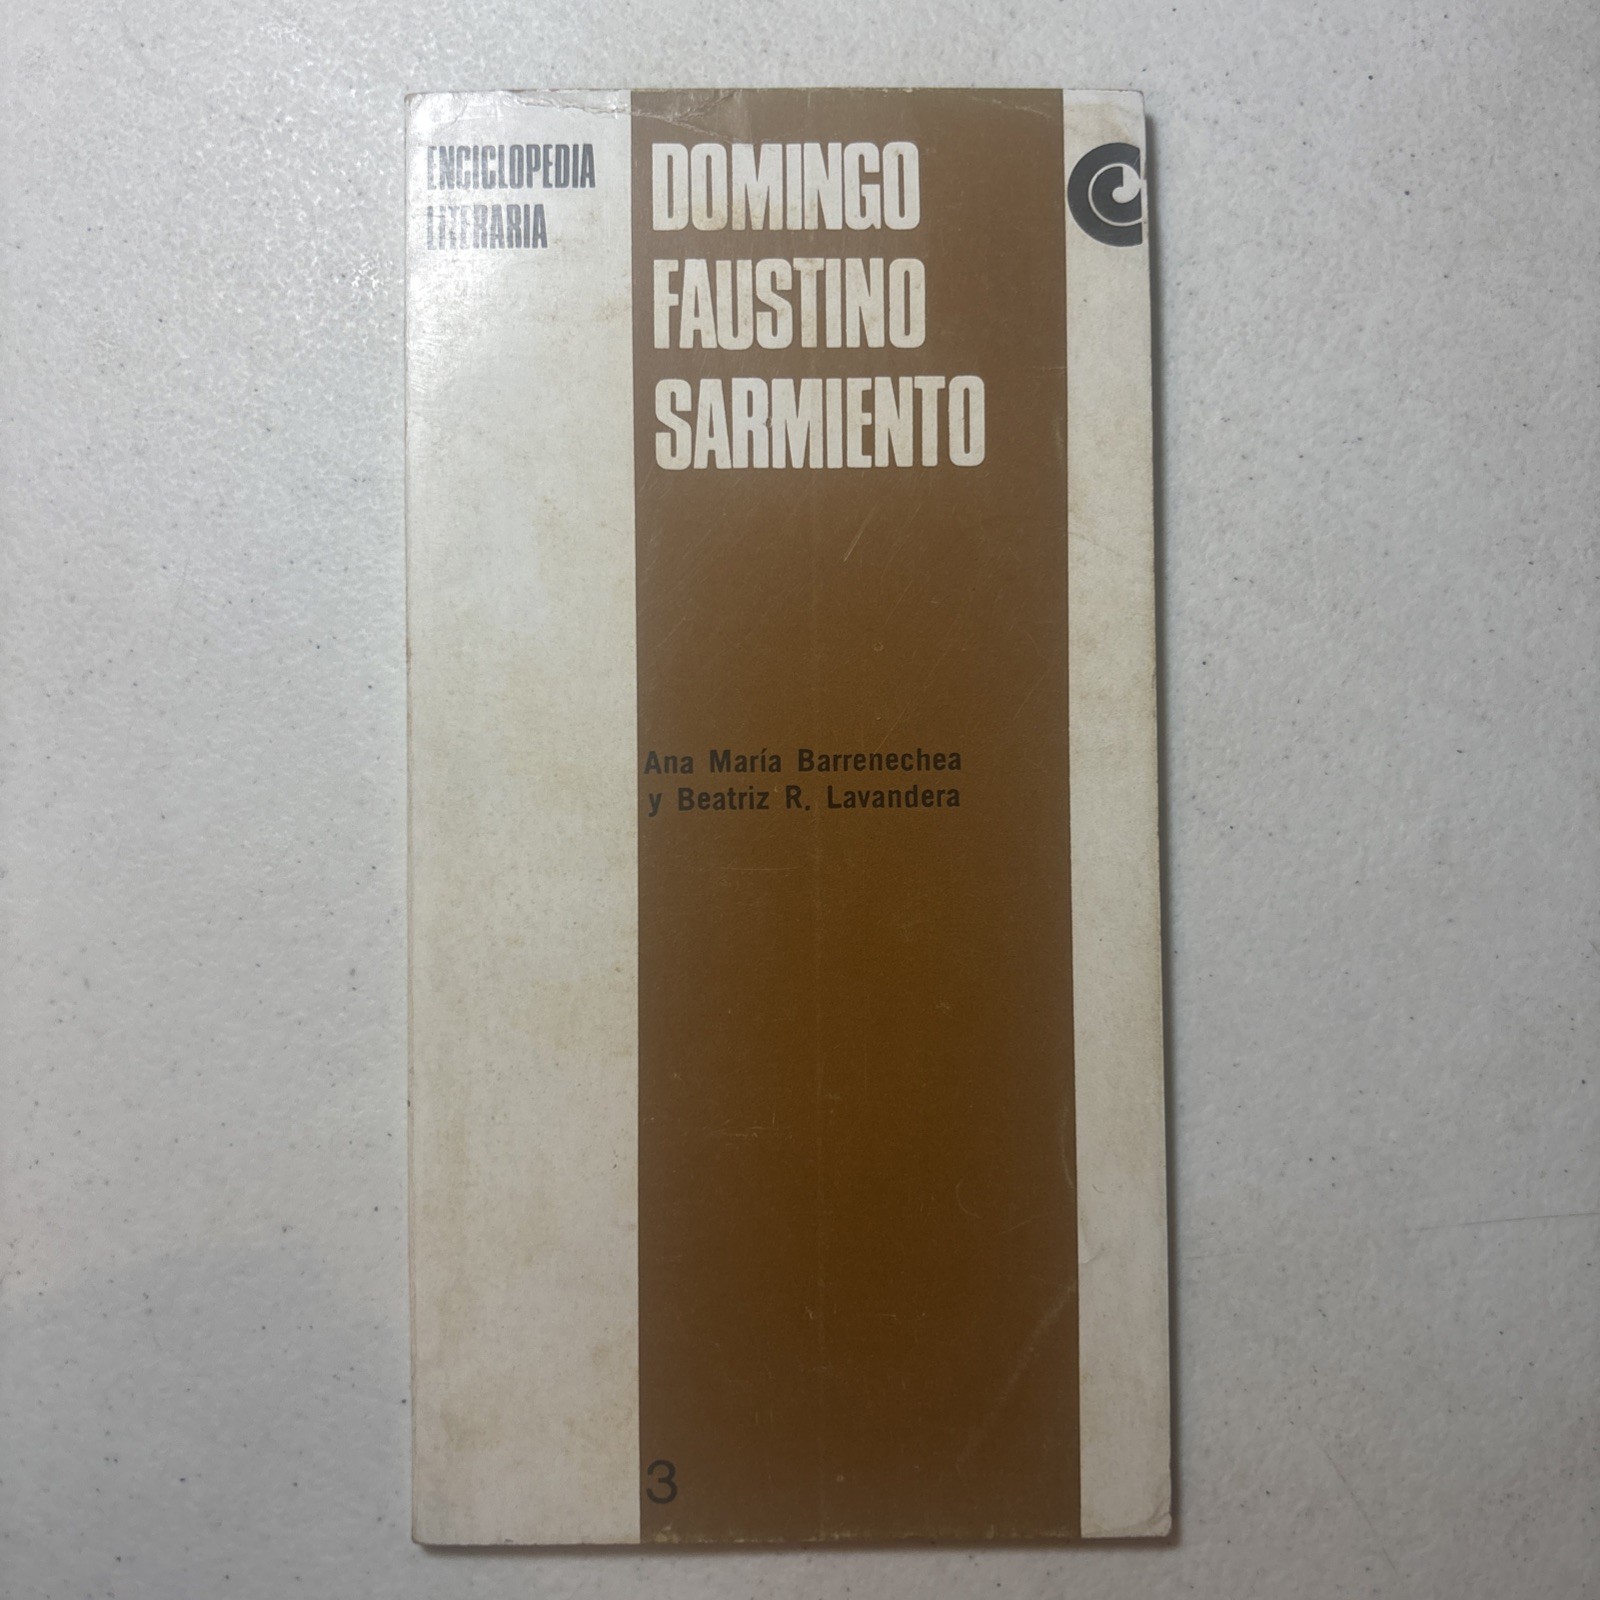 ENCICLOPEDIA
LITERARIA
DOMINGO
FAUSTINO
SARMIENTO
Ana María Barrenechea
y Beatriz R. Lavandera
3